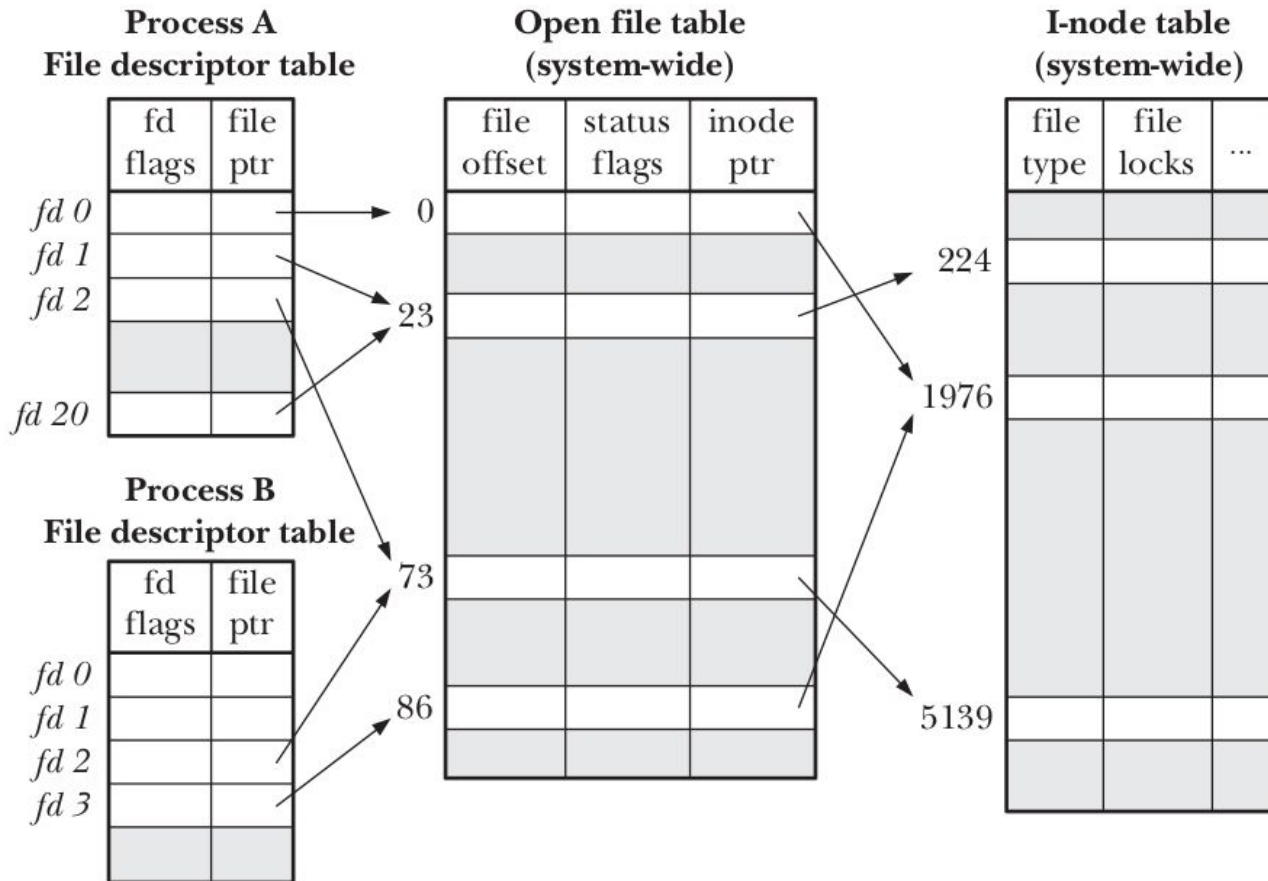 Process A
File descriptor table
fd flags
file ptr
fd 0
fd 1
fd 2
fd 20
Process B
File descriptor table
fd flags
file ptr
fd 0
fd 1
fd 2
fd 3
Open file table
(system-wide)
file offset
status flags
inode ptr
0
23
73
86
I-node table
(system-wide)
file type
file locks
...
224
1976
5139